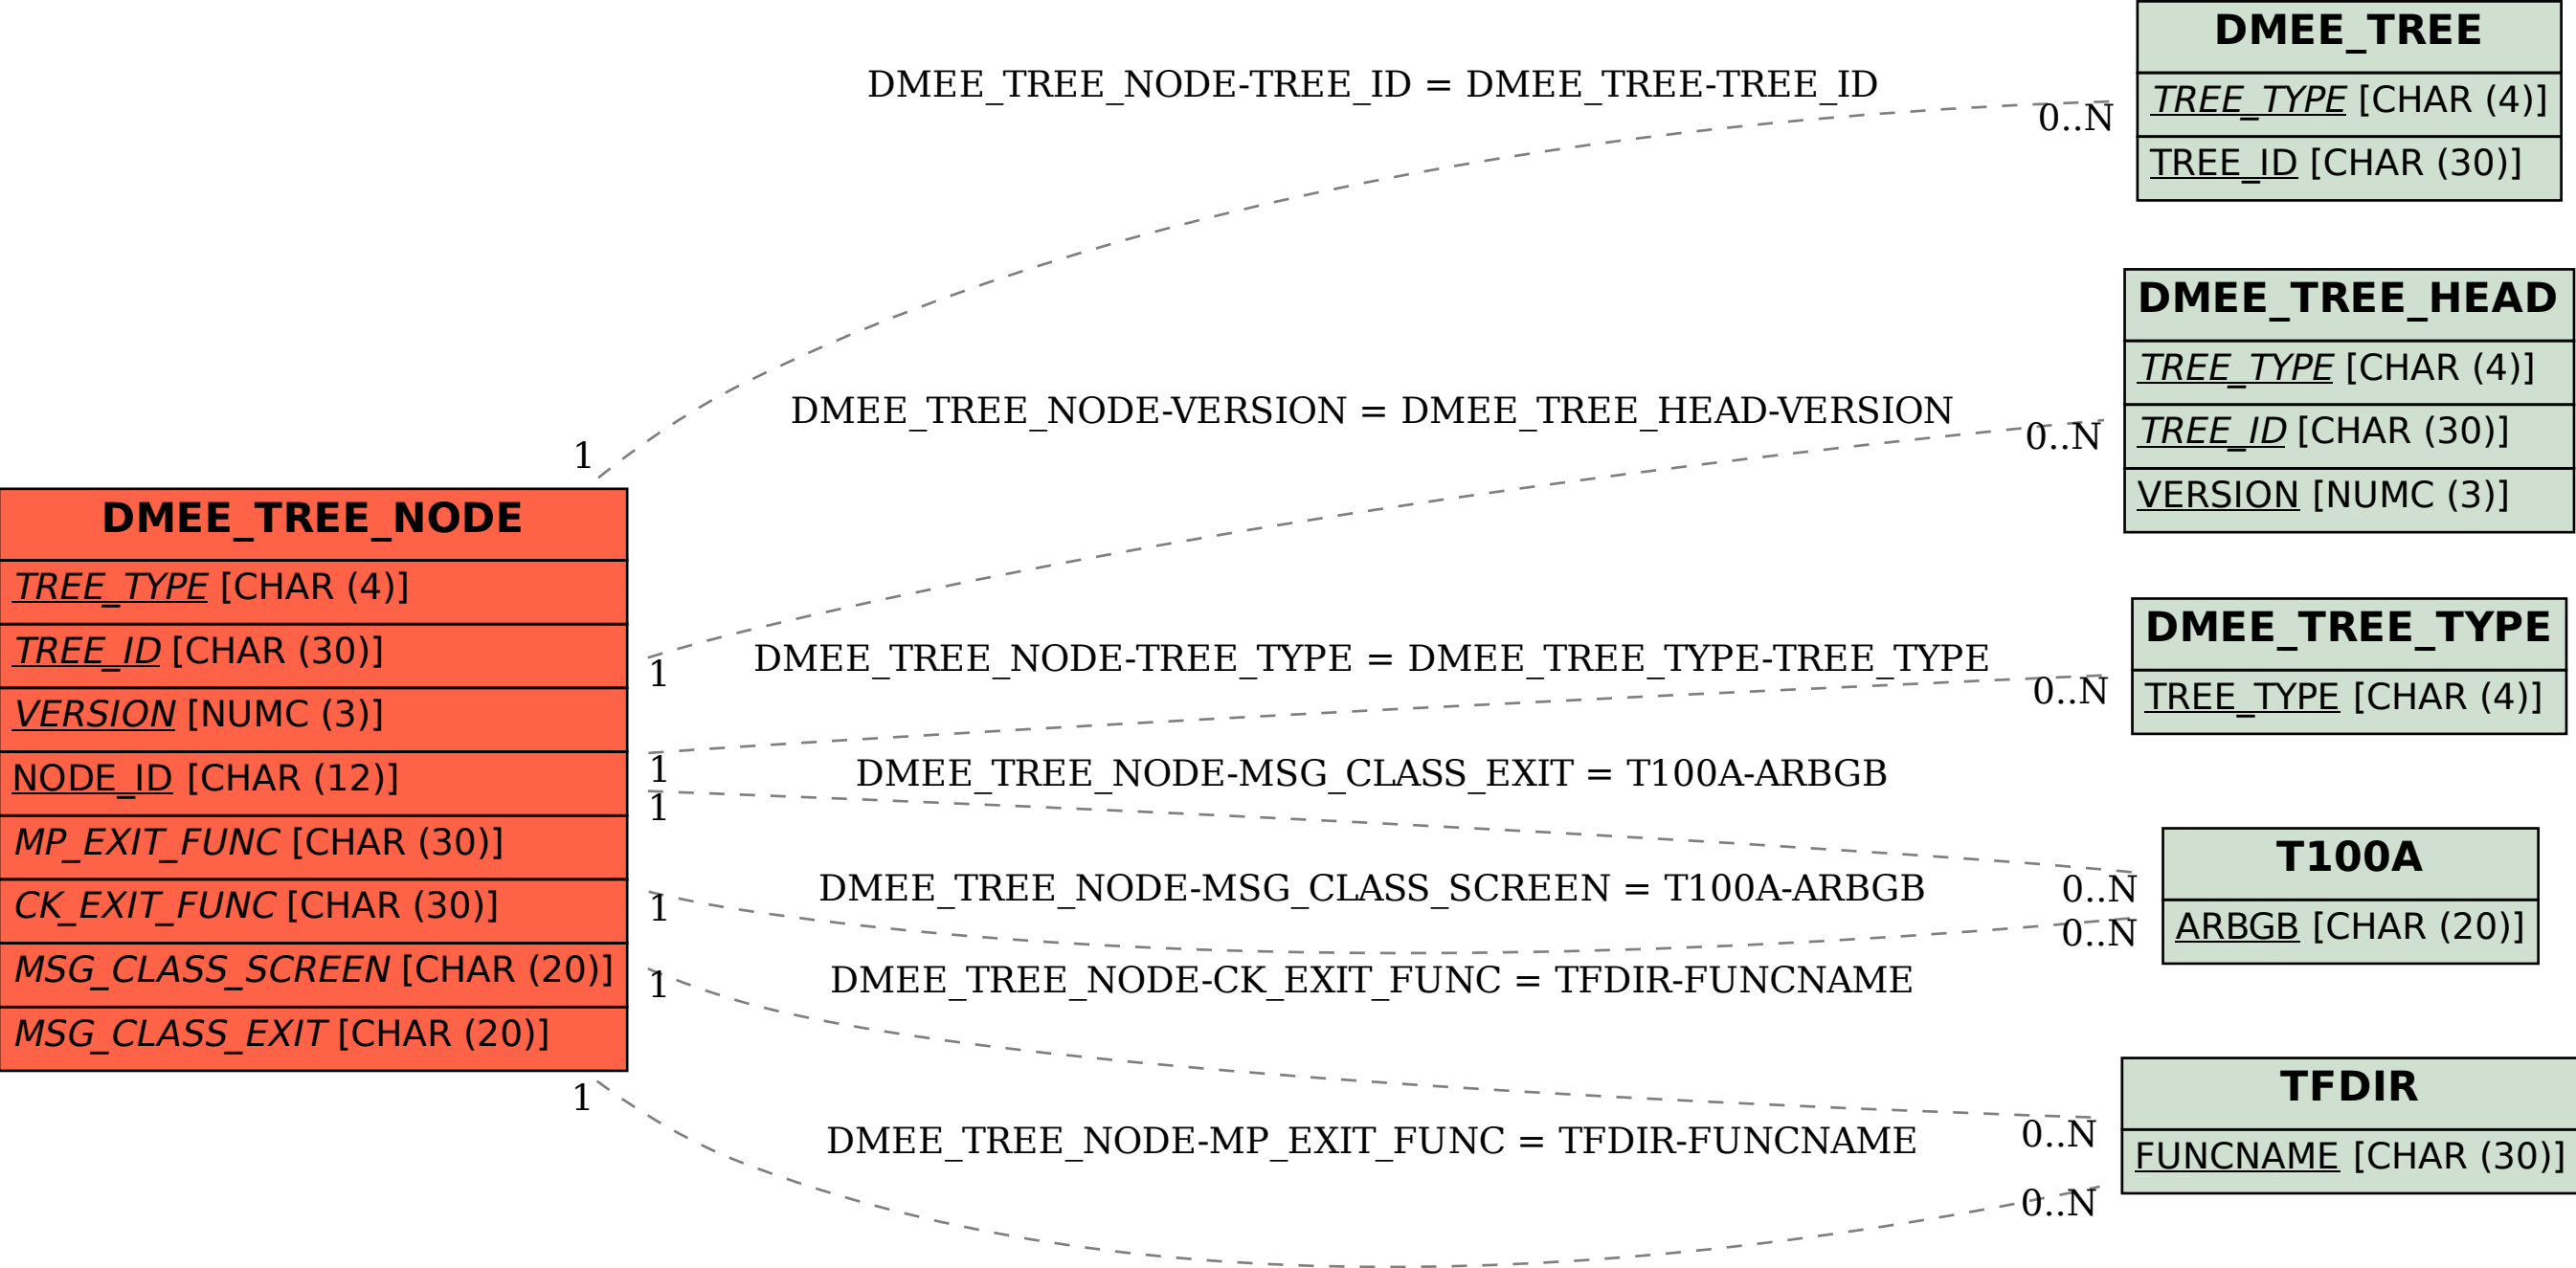 DMEE_TREE
TREE_TYPE [CHAR (4)]
TREE_ID [CHAR (30)]
DMEE_TREE_NODE-TREE_ID = DMEE_TREE-TREE_ID
0..N
1
DMEE_TREE_HEAD
TREE_TYPE [CHAR (4)]
TREE_ID [CHAR (30)]
VERSION [NUMC (3)]
DMEE_TREE_NODE-VERSION = DMEE_TREE_HEAD-VERSION
0..N
1
DMEE_TREE_NODE
TREE_TYPE [CHAR (4)]
TREE_ID [CHAR (30)]
VERSION [NUMC (3)]
NODE_ID [CHAR (12)]
MP_EXIT_FUNC [CHAR (30)]
CK_EXIT_FUNC [CHAR (30)]
MSG_CLASS_SCREEN [CHAR (20)]
MSG_CLASS_EXIT [CHAR (20)]
DMEE_TREE_NODE-TREE_TYPE = DMEE_TREE_TYPE-TREE_TYPE
0..N
1
DMEE_TREE_TYPE
TREE_TYPE [CHAR (4)]
DMEE_TREE_NODE-MSG_CLASS_EXIT = T100A-ARBGB
1
0..N
T100A
ARBGB [CHAR (20)]
DMEE_TREE_NODE-MSG_CLASS_SCREEN = T100A-ARBGB
1
0..N
DMEE_TREE_NODE-CK_EXIT_FUNC = TFDIR-FUNCNAME
1
0..N
TFDIR
FUNCNAME [CHAR (30)]
DMEE_TREE_NODE-MP_EXIT_FUNC = TFDIR-FUNCNAME
1
0..N